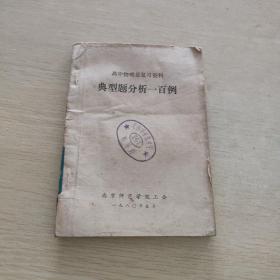 高中物理总复习资料
典型题分析一百例
南京师范学院工会
一九八〇年五月